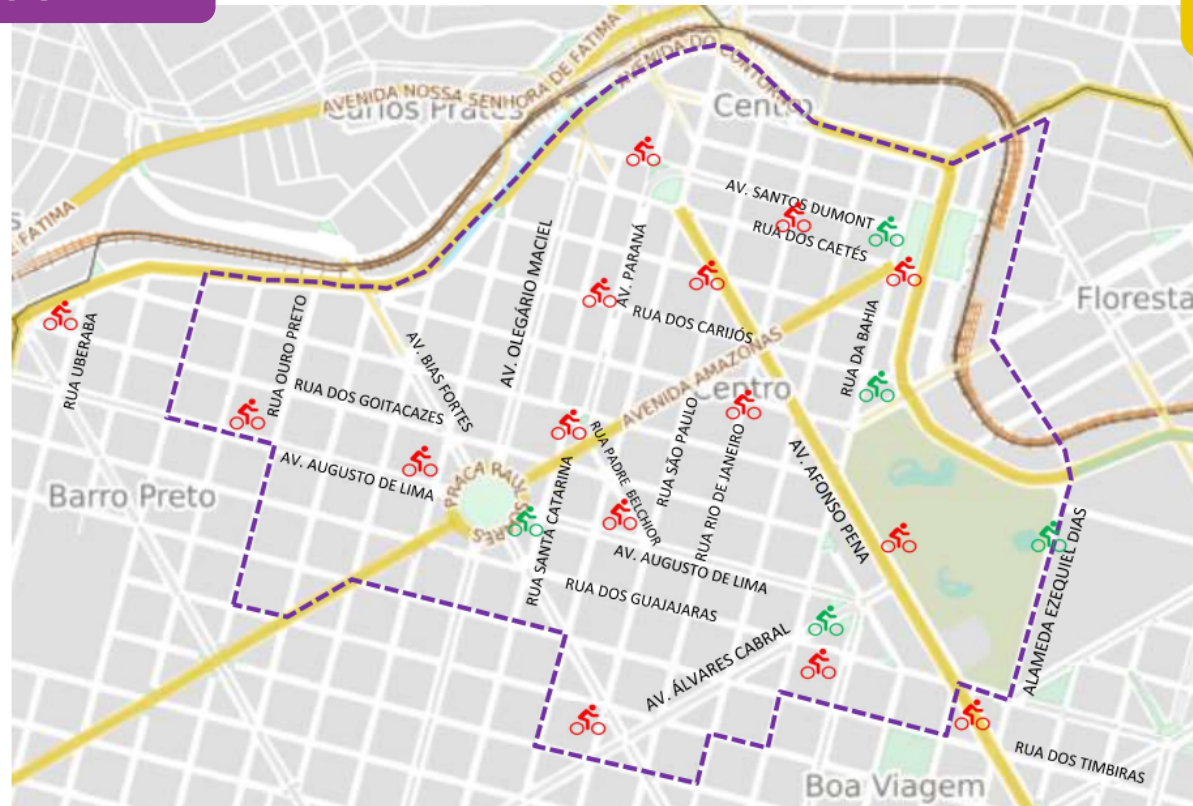 AVENIDA NOSSA SENHORA DE FATIMA
AVENIDA DO CONTORNO
Carlos Prates
Centro
FATIMA
AV. SANTOS DUMONT
RUA DOS CAETÉS
AV. OLEGÁRIO MACIEL
AV. PARANÁ
Floresta
RUA UBERABA
RUA OURO PRETO
AV. BIAS FORTES
RUA DOS CARIJÓS
RUA DA BAHIA
AVENIDA AMAZONAS
Centro
RUA DOS GOITACAZES
RUA SÃO PAULO
RUA PADRE BELCHIOR
RUA RIO DE JANEIRO
AV. AFONSO PENA
AV. AUGUSTO DE LIMA
PRAÇA RAUL SOARES
RUA SANTA CATARINA
Barro Preto
AV. AUGUSTO DE LIMA
ALAMEDA EZEQUIEL DIAS
RUA DOS GUAJAJARAS
AV. ÁLVARES CABRAL
RUA DOS TIMBIRAS
Boa Viagem